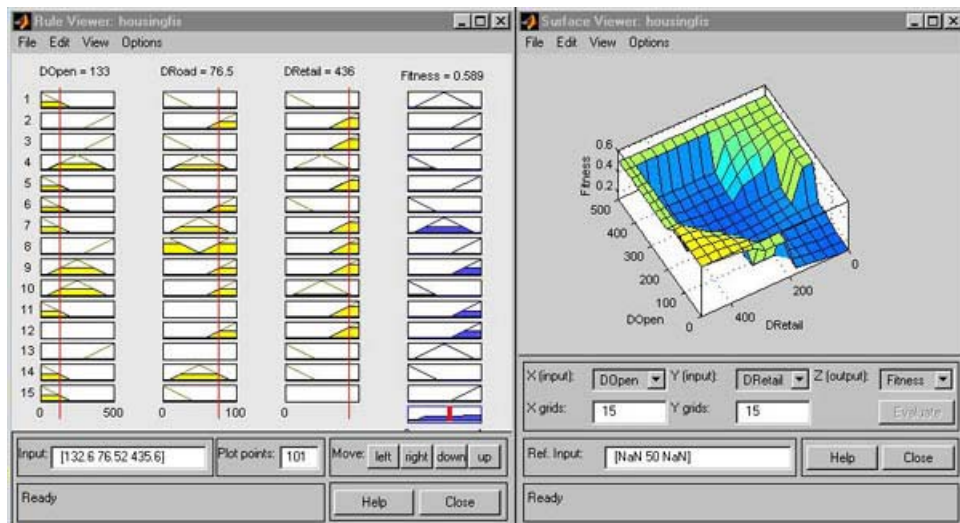 Rule Viewer: housingfis
File Edit View Options
DOpen = 133 DRoad = 76.5 DRetail = 436 Fitness = 0.589
1
2
3
4
5
6
7
8
9
10
11
12
13
14
15
0 500 0 100 0
Input: [132.6 76.52 435.6] Plot points: 101 Move: left right down up
Ready Help Close
Surface Viewer: housingfis
File Edit View Options
0.6
0.4
0.2
Fitness
500
400
300
200
100
0
DOpen
400
200
0
DRetail
X (input): DOpen Y (input): DRetail Z (output): Fitness
X grids: 15 Y grids: 15 Evaluate
Ref. Input: [NaN 50 NaN] Help Close
Ready